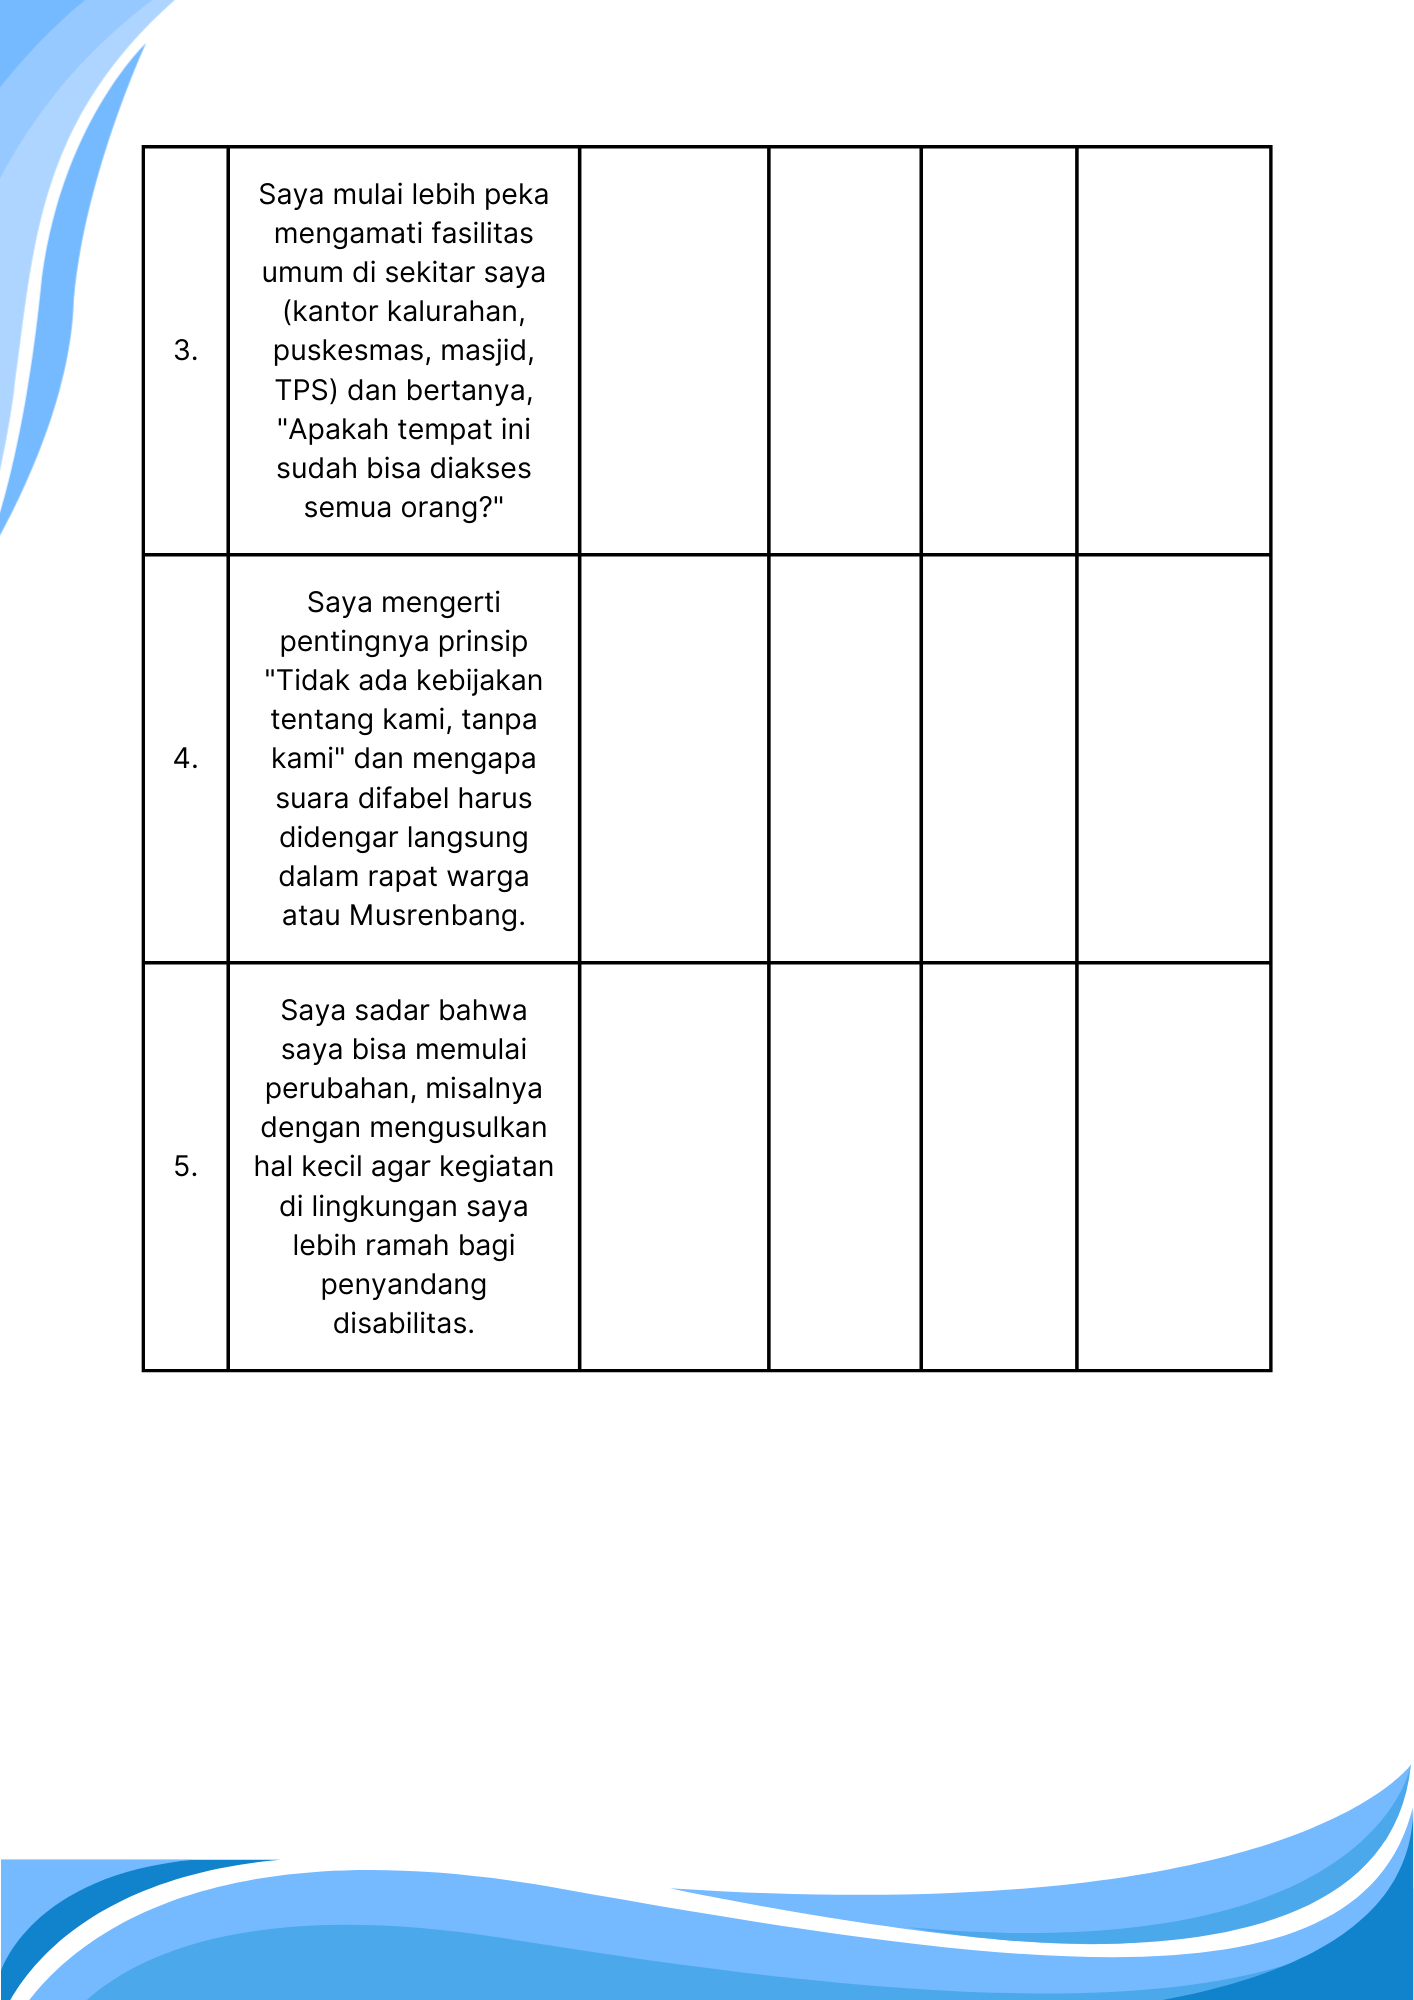 Saya mulai lebih peka
mengamati fasilitas
umum di sekitar saya
(kantor kalurahan,
3.
puskesmas, masjid,
TPS) dan bertanya,
"Apakah tempat ini
sudah bisa diakses
semua orang?"
Saya mengerti
pentingnya prinsip
"Tidak ada kebijakan
tentang kami, tanpa
4.
kami" dan mengapa
suara difabel harus
didengar langsung
dalam rapat warga
atau Musrenbang.
Saya sadar bahwa
saya bisa memulai
perubahan, misalnya
dengan mengusulkan
5.
hal kecil agar kegiatan
di lingkungan saya
lebih ramah bagi
penyandang
disabilitas.